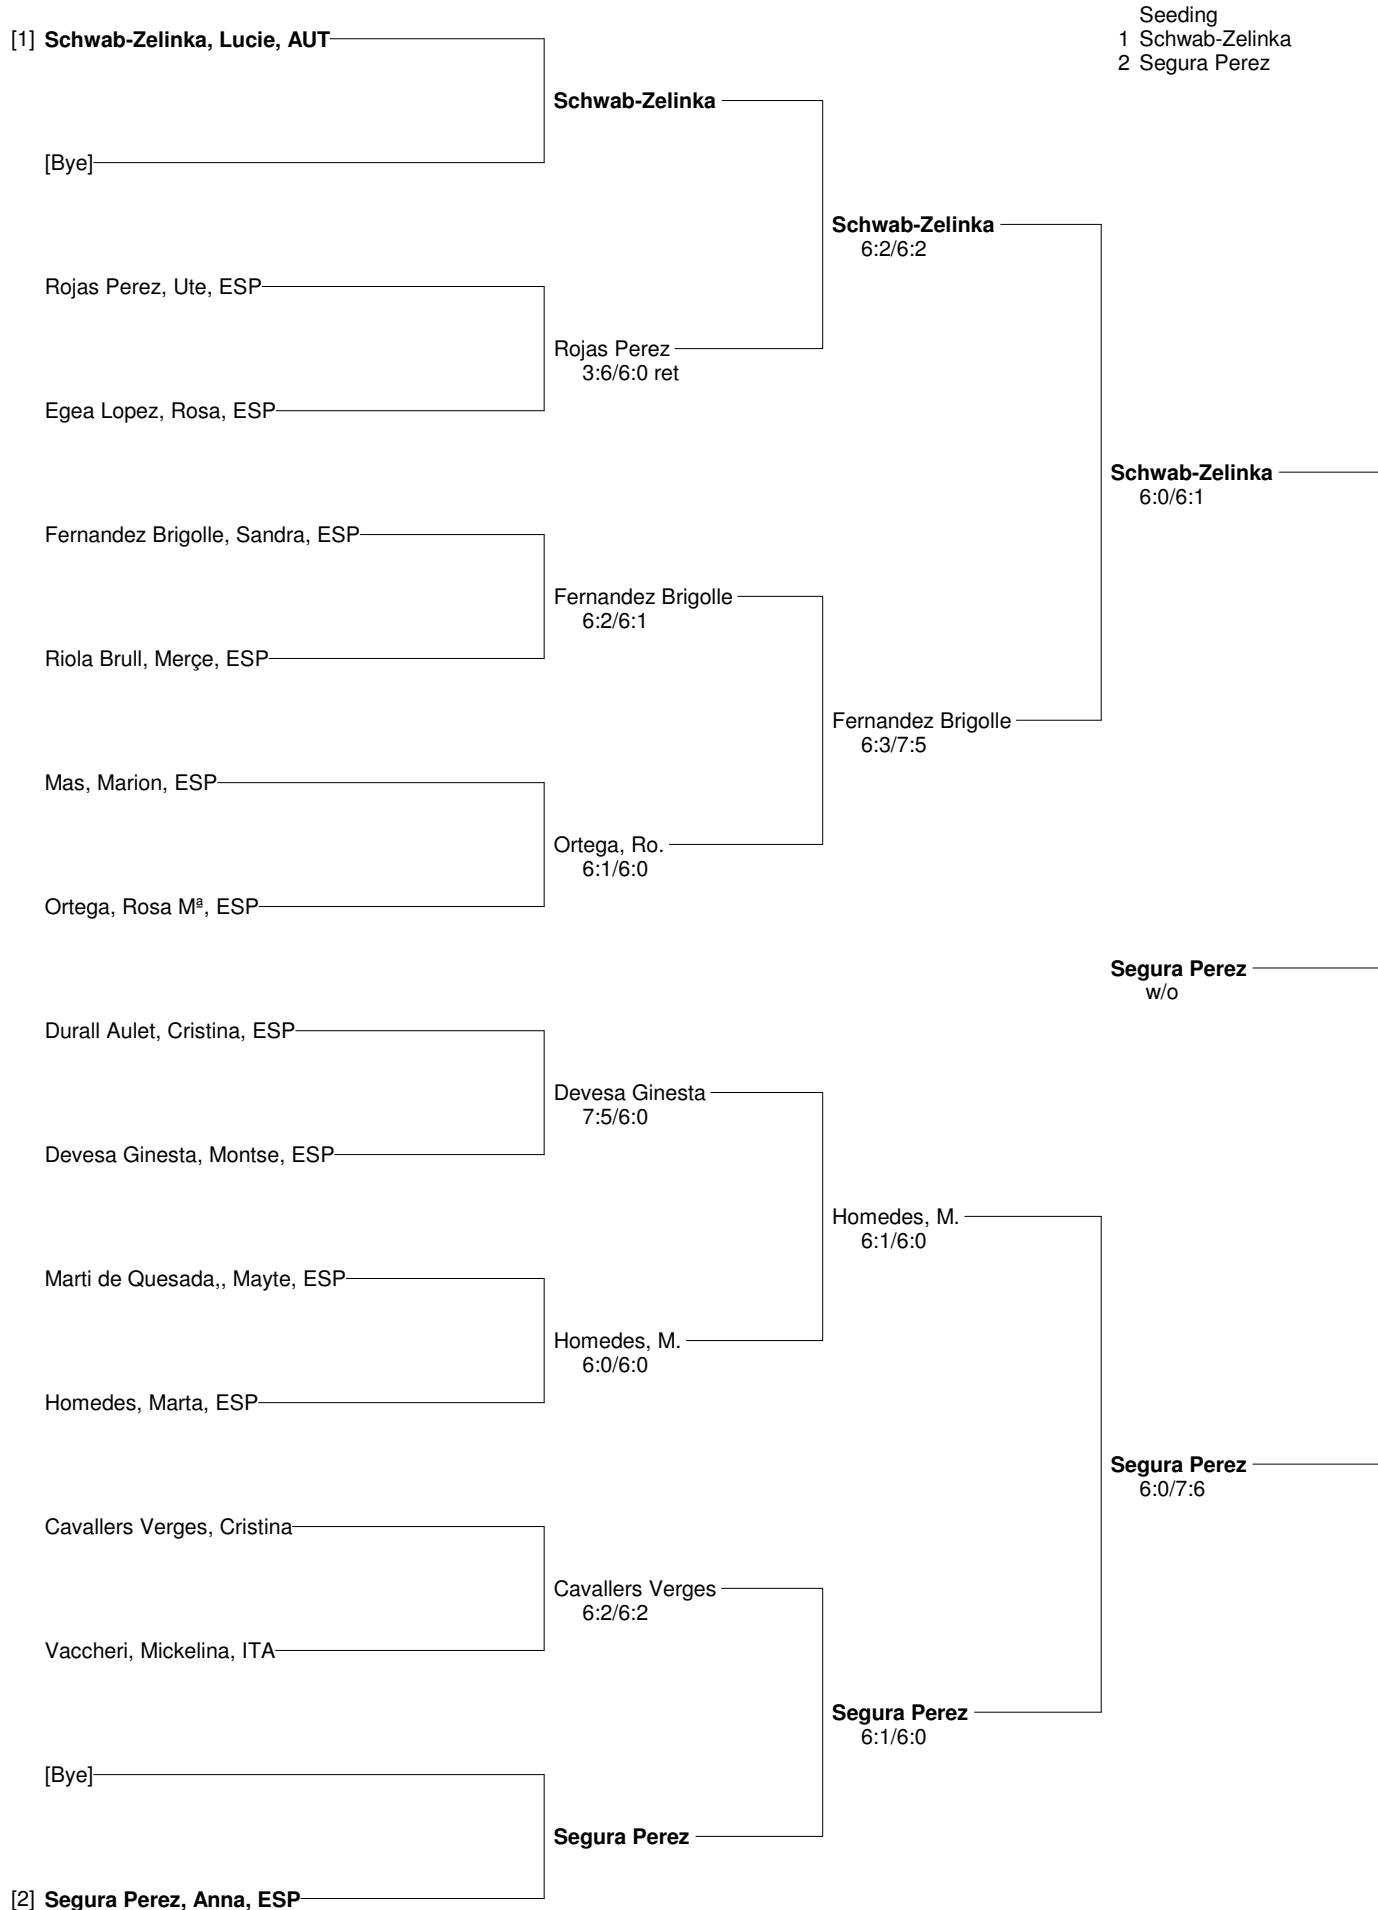 Seeding
1 Schwab-Zelinka
2 Segura Perez
[1] Schwab-Zelinka, Lucie, AUT
Schwab-Zelinka
[Bye]
Schwab-Zelinka
6:2/6:2
Rojas Perez, Ute, ESP
Rojas Perez
3:6/6:0 ret
Egea Lopez, Rosa, ESP
Schwab-Zelinka
6:0/6:1
Fernandez Brigolle, Sandra, ESP
Fernandez Brigolle
6:2/6:1
Riola Brull, Merçe, ESP
Fernandez Brigolle
6:3/7:5
Mas, Marion, ESP
Ortega, Ro.
6:1/6:0
Ortega, Rosa Mª, ESP
Segura Perez
w/o
Durall Aulet, Cristina, ESP
Devesa Ginesta
7:5/6:0
Devesa Ginesta, Montse, ESP
Homedes, M.
6:1/6:0
Marti de Quesada,, Mayte, ESP
Homedes, M.
6:0/6:0
Homedes, Marta, ESP
Segura Perez
6:0/7:6
Cavallers Verges, Cristina
Cavallers Verges
6:2/6:2
Vaccheri, Mickelina, ITA
Segura Perez
6:1/6:0
[Bye]
Segura Perez
[2] Segura Perez, Anna, ESP